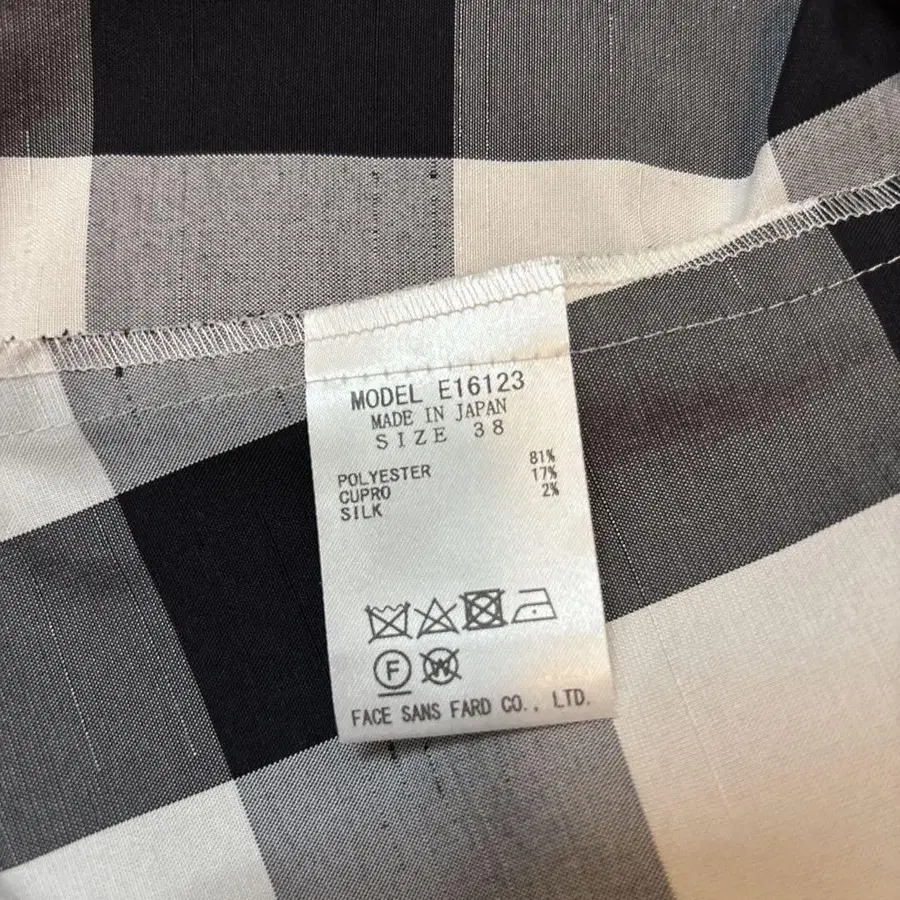 MODEL E16123
MADE IN JAPAN
SIZE 38
POLYESTER 81%
CUPRO 17%
SILK 2%
F W
FACE SANS FARD CO., LTD.